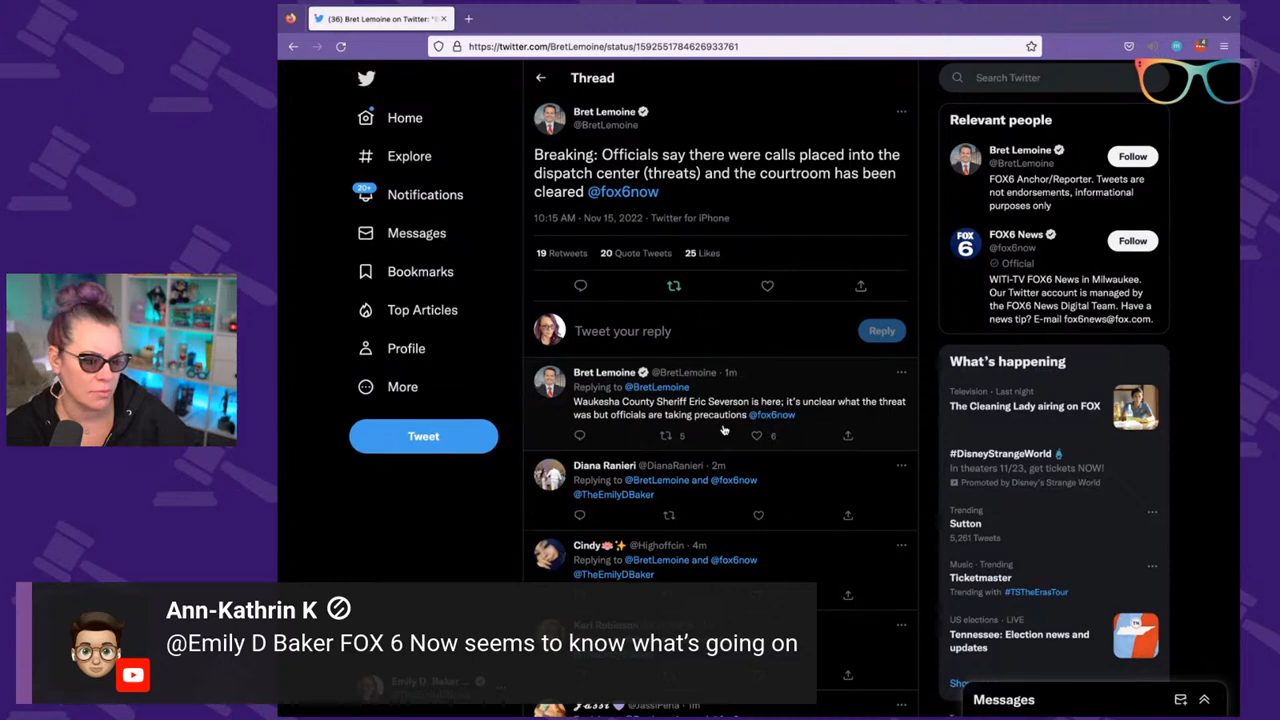 (36) Bret Lemoine on Twitter: "
https://twitter.com/BretLemoine/status/1592551784626933761
Home
Explore
20+
Notifications
Messages
Bookmarks
Top Articles
Profile
More
Tweet
Thread
Bret Lemoine
@BretLemoine
Breaking: Officials say there were calls placed into the
dispatch center (threats) and the courtroom has been
cleared @fox6now
10:15 AM · Nov 15, 2022 · Twitter for iPhone
19 Retweets 20 Quote Tweets 25 Likes
Tweet your reply
Reply
Bret Lemoine @BretLemoine · 1m
Replying to @BretLemoine
Waukesha County Sheriff Eric Severson is here; it's unclear what the threat
was but officials are taking precautions @fox6now
5 6
Diana Ranieri @DianaRanieri · 2m
Replying to @BretLemoine and @fox6now
@TheEmilyDBaker
Cindy @Highoffcin · 4m
Replying to @BretLemoine and @fox6now
@TheEmilyDBaker
Search Twitter
Relevant people
Bret Lemoine
@BretLemoine
Follow
FOX6 Anchor/Reporter. Tweets are
not endorsements, informational
purposes only
FOX 6
FOX6 News
@fox6now
Official
Follow
WITI-TV FOX6 News in Milwaukee.
Our Twitter account is managed by
the FOX6 News Digital Team. Have a
news tip? E-mail fox6news@fox.com.
What's happening
Television · Last night
The Cleaning Lady airing on FOX
#DisneyStrangeWorld
In theaters 11/23, get tickets NOW!
Promoted by Disney's Strange World
Trending
Sutton
5,261 Tweets
Music · Trending
Ticketmaster
Trending with #TSTheErasTour
US elections · LIVE
Tennessee: Election news and
updates
Messages
Ann-Kathrin K
@Emily D Baker FOX 6 Now seems to know what's going on